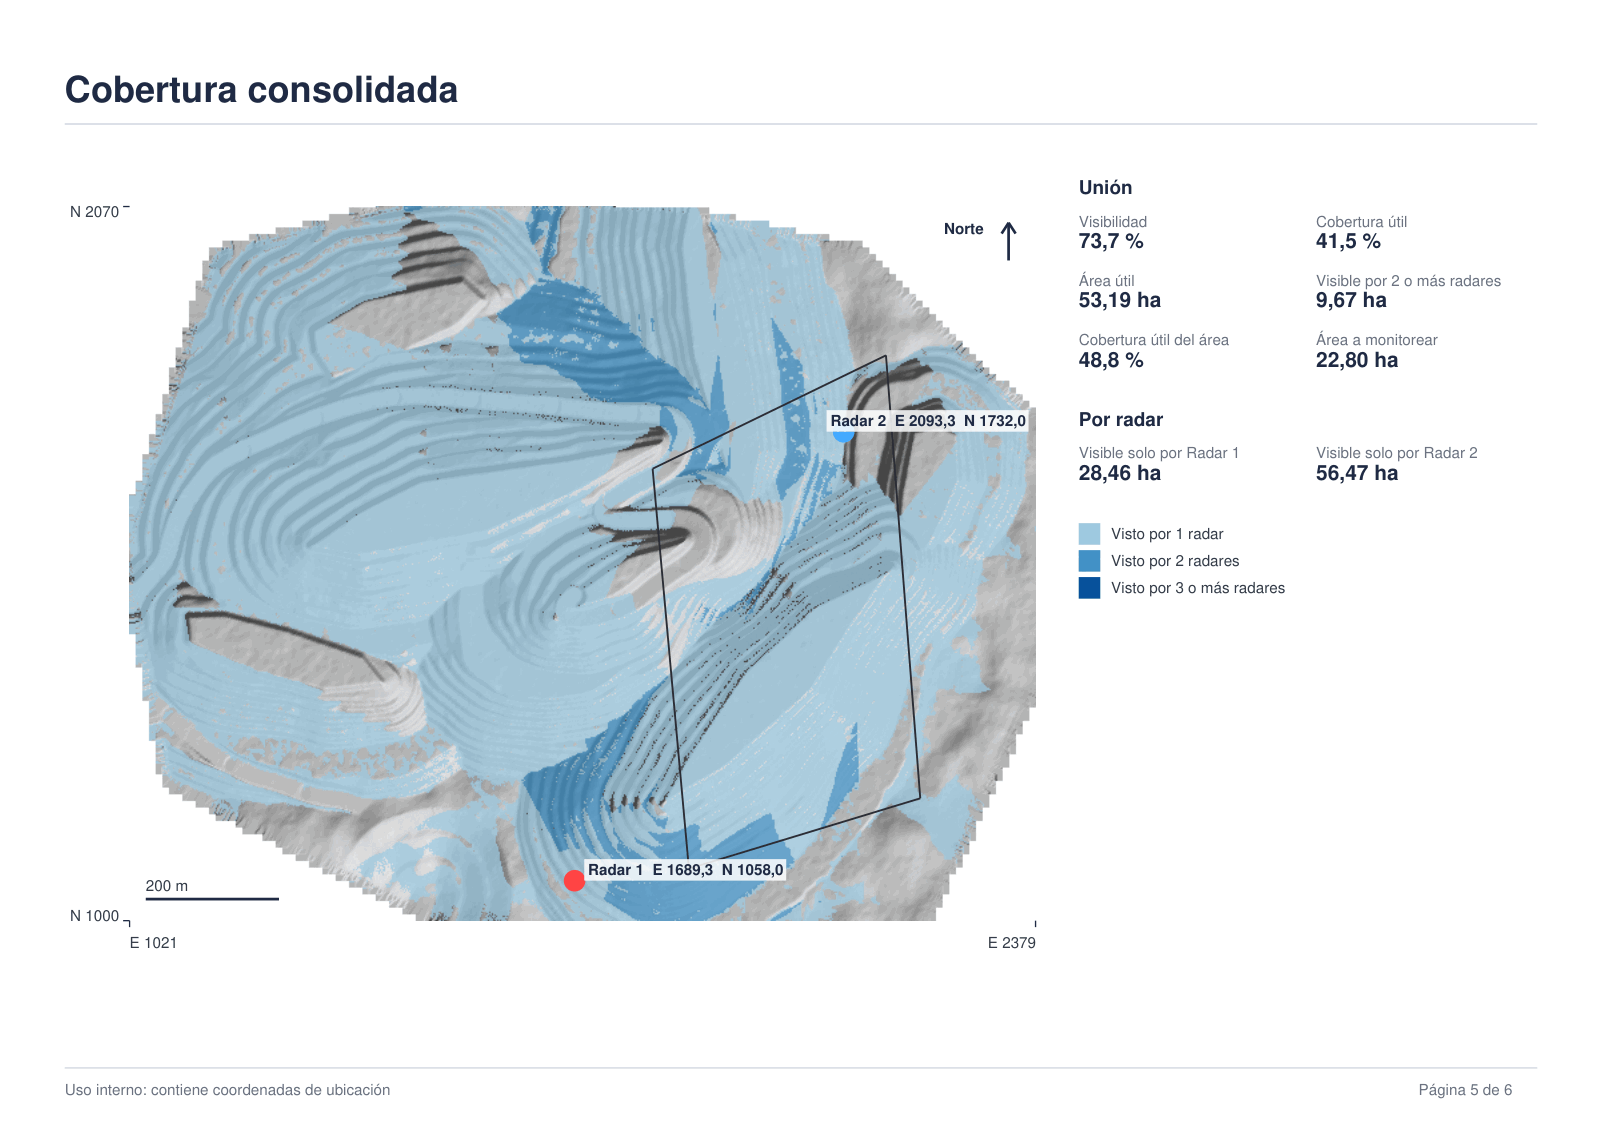 Cobertura consolidada
N 2070
Norte
Radar 2 E 2093,3 N 1732,0
Radar 1 E 1689,3 N 1058,0
200 m
N 1000
E 1021
E 2379
Unión
Visibilidad
73,7 %
Cobertura útil
41,5 %
Área útil
53,19 ha
Visible por 2 o más radares
9,67 ha
Cobertura útil del área
48,8 %
Área a monitorear
22,80 ha
Por radar
Visible solo por Radar 1
28,46 ha
Visible solo por Radar 2
56,47 ha
Visto por 1 radar
Visto por 2 radares
Visto por 3 o más radares
Uso interno: contiene coordenadas de ubicación
Página 5 de 6